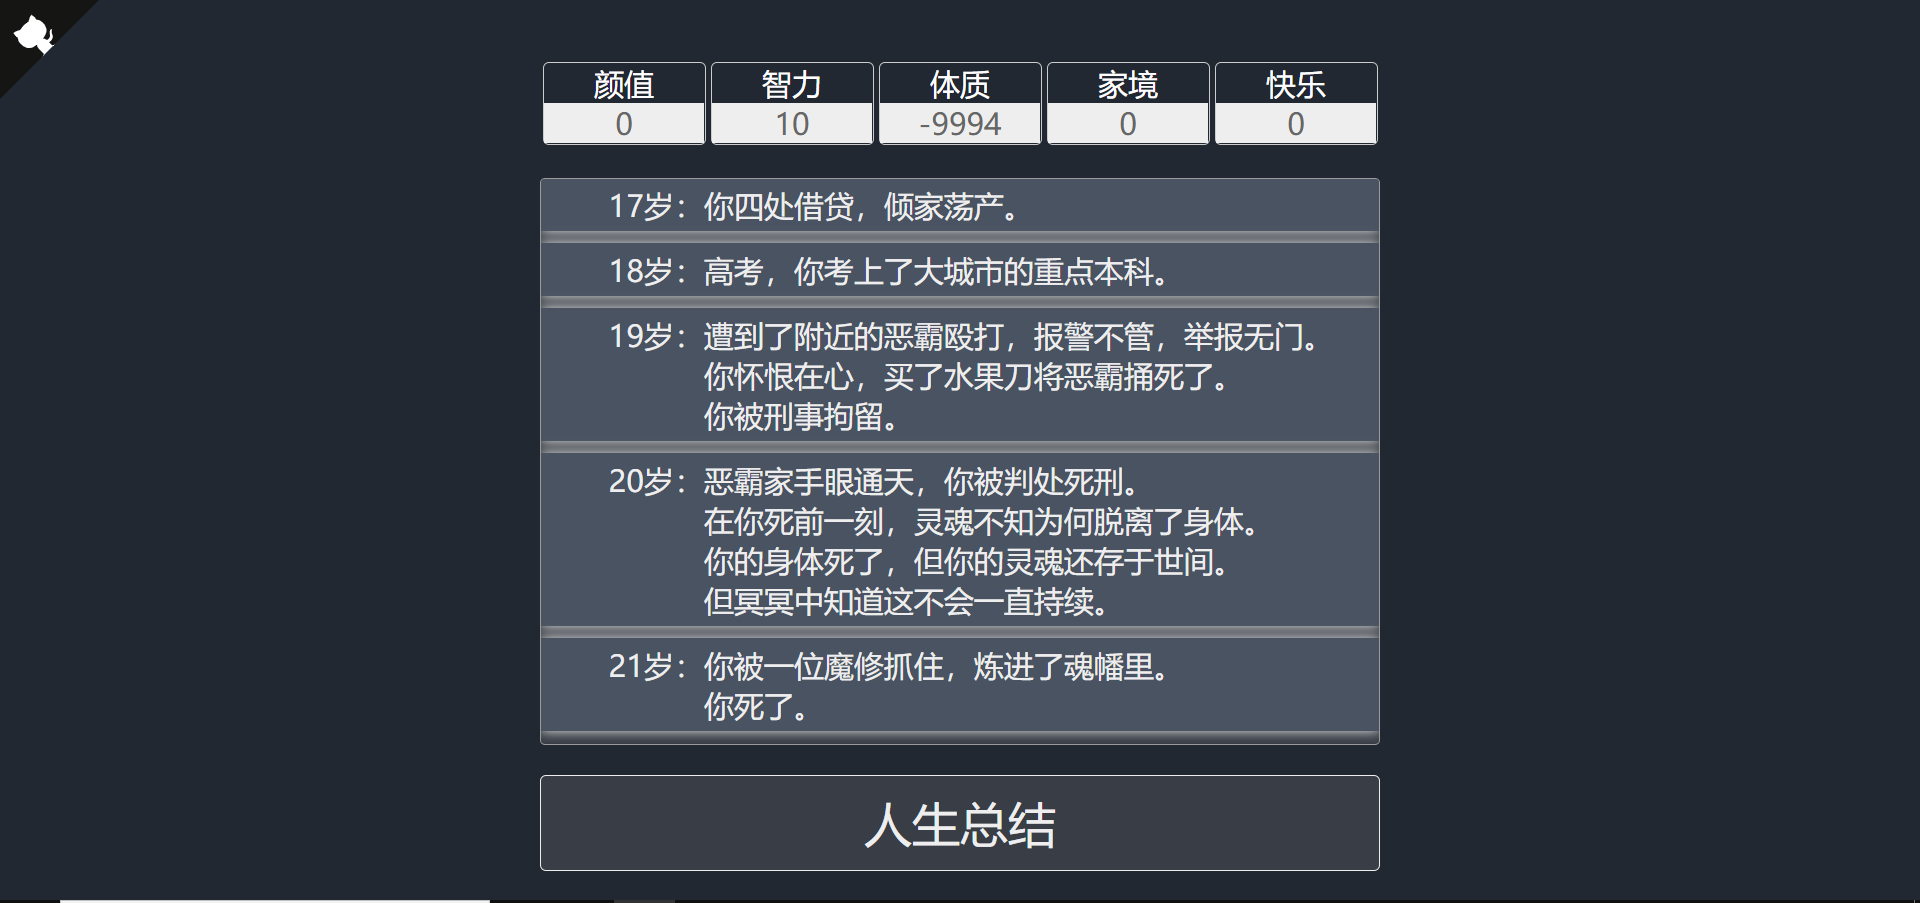 颜值 智力 体质 家境 快乐
0 10 -9994 0 0
17岁：你四处借贷，倾家荡产。
18岁：高考，你考上了大城市的重点本科。
19岁：遭到了附近的恶霸殴打，报警不管，举报无门。
你怀恨在心，买了水果刀将恶霸捅死了。
你被刑事拘留。
20岁：恶霸家手眼通天，你被判处死刑。
在你死前一刻，灵魂不知为何脱离了身体。
你的身体死了，但你的灵魂还存于世间。
但冥冥中知道这不会一直持续。
21岁：你被一位魔修抓住，炼进了魂幡里。
你死了。
人生总结